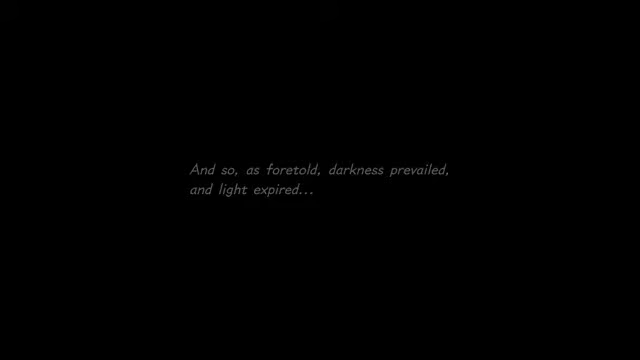 And so, as foretold, darkness prevailed,
and light expired...